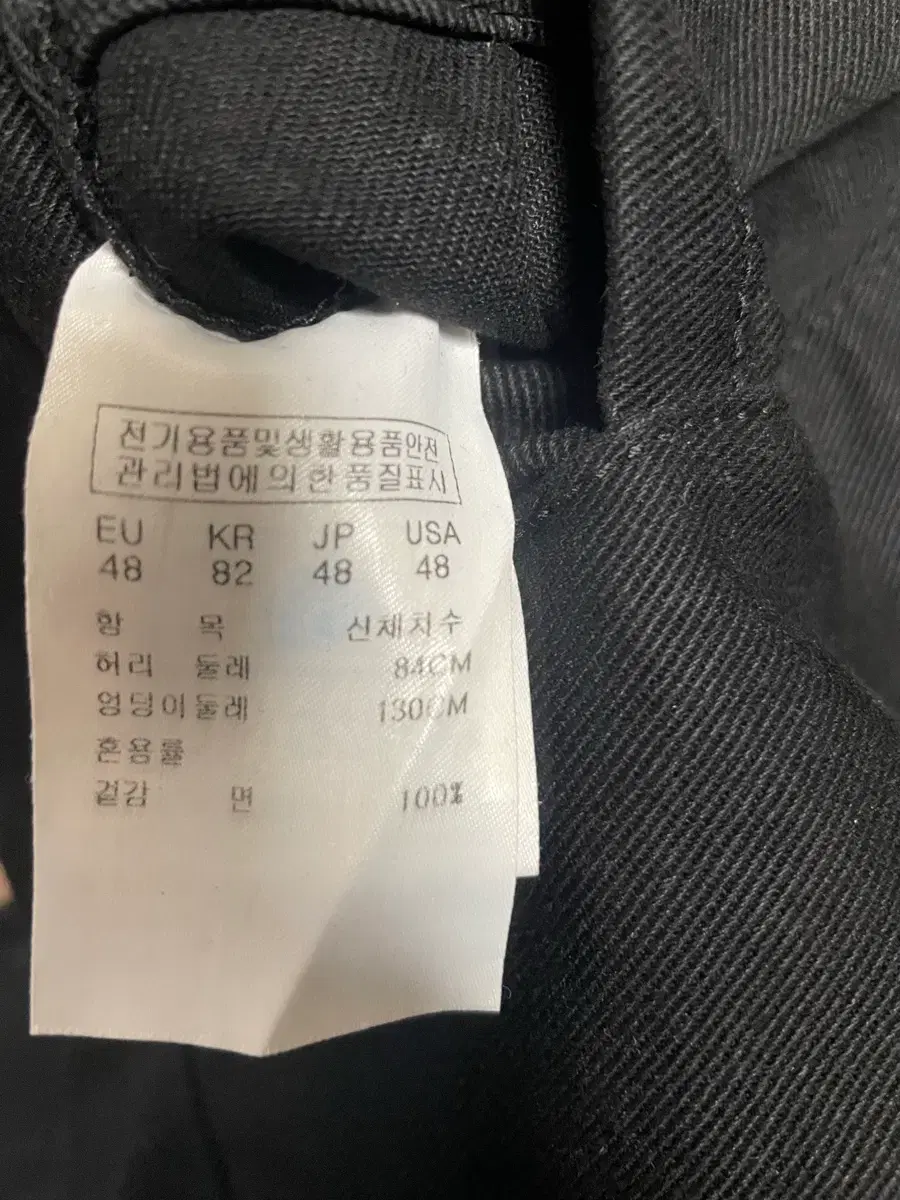 전기용품및생활용품안전
관리법에의한품질표시
EU KR JP USA
48 82 48 48
항 목 신체치수
허리 둘레 84CM
엉덩이둘레 130CM
혼용률
겉감 면 100%